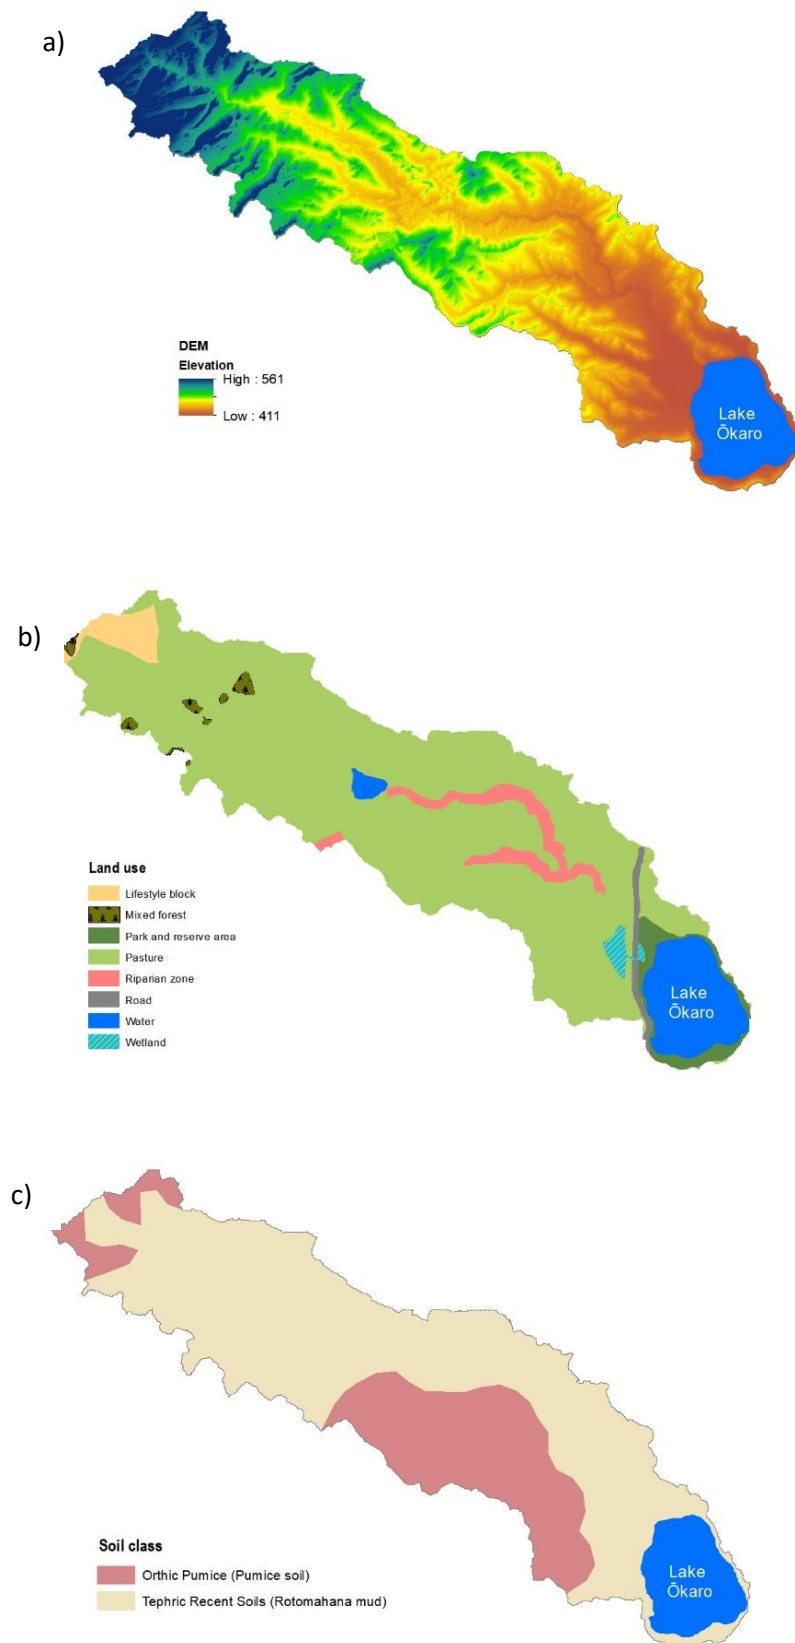 a)
DEM
Elevation
High : 561
Low : 411
Lake
Ōkaro
b)
Land use
Lifestyle block
Mixed forest
Park and reserve area
Pasture
Riparian zone
Road
Water
Wetland
Lake
Ōkaro
c)
Soil class
Orthic Pumice (Pumice soil)
Tephric Recent Soils (Rotomahana mud)
Lake
Ōkaro